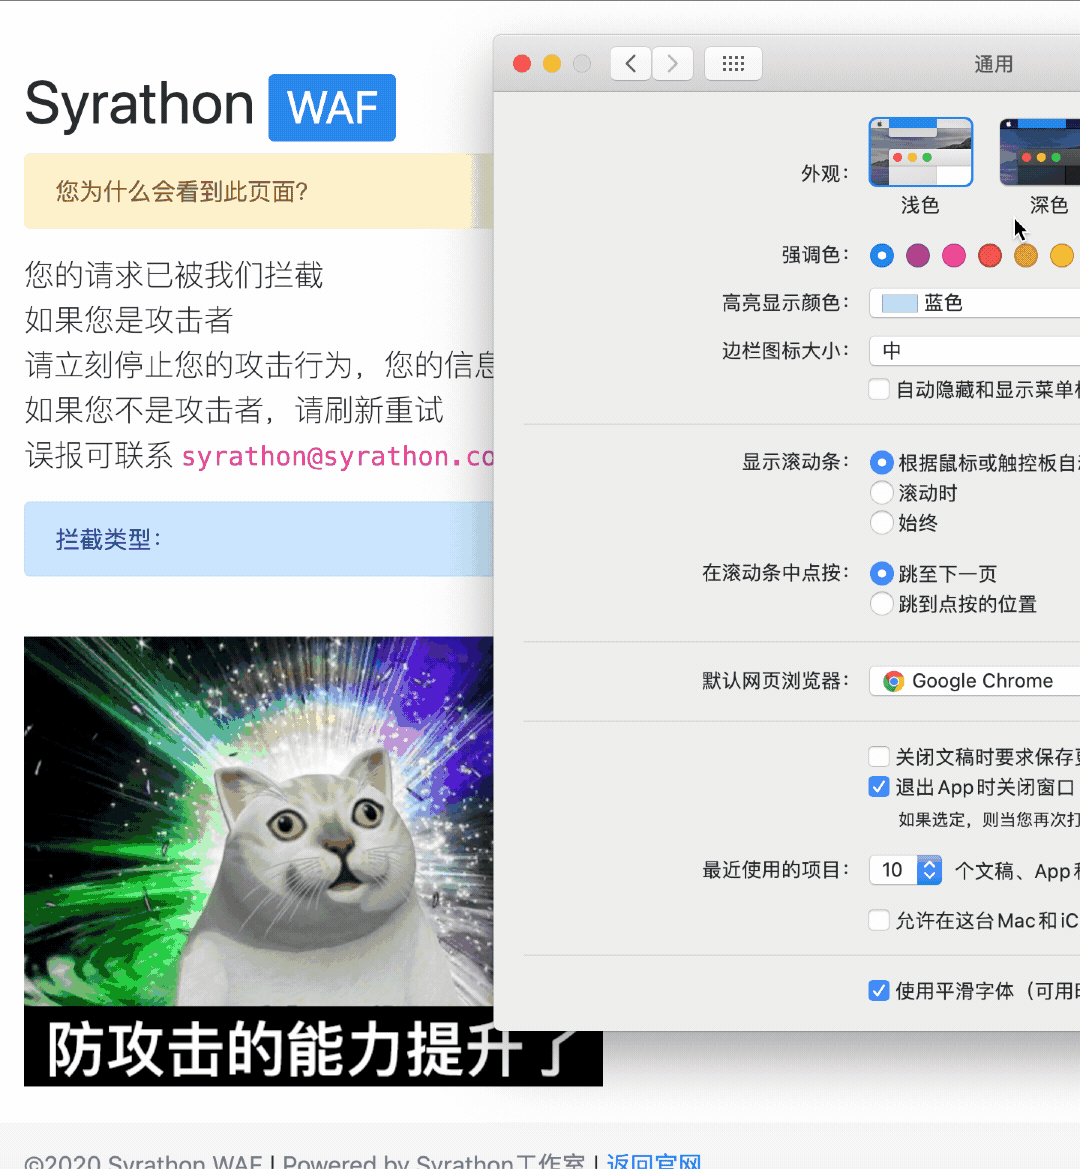 Syrathon WAF
您为什么会看到此页面?
您的请求已被我们拦截
如果您是攻击者
请立刻停止您的攻击行为，您的信息
如果您不是攻击者，请刷新重试
误报可联系 syrathon@syrathon.co
拦截类型：
防攻击的能力提升了
©2020 Syrathon WAF | Powered by Syrathon工作室 | 返回官网
通用
外观：
浅色
深色
强调色：
高亮显示颜色： 蓝色
边栏图标大小： 中
自动隐藏和显示菜单
显示滚动条： 根据鼠标或触控板自
滚动时
始终
在滚动条中点按： 跳至下一页
跳到点按的位置
默认网页浏览器： Google Chrome
关闭文稿时要求保存
退出 App 时关闭窗口
如果选定，则当您再次打
最近使用的项目： 10 个文稿、App
允许在这台 Mac 和 iC
使用平滑字体（可用